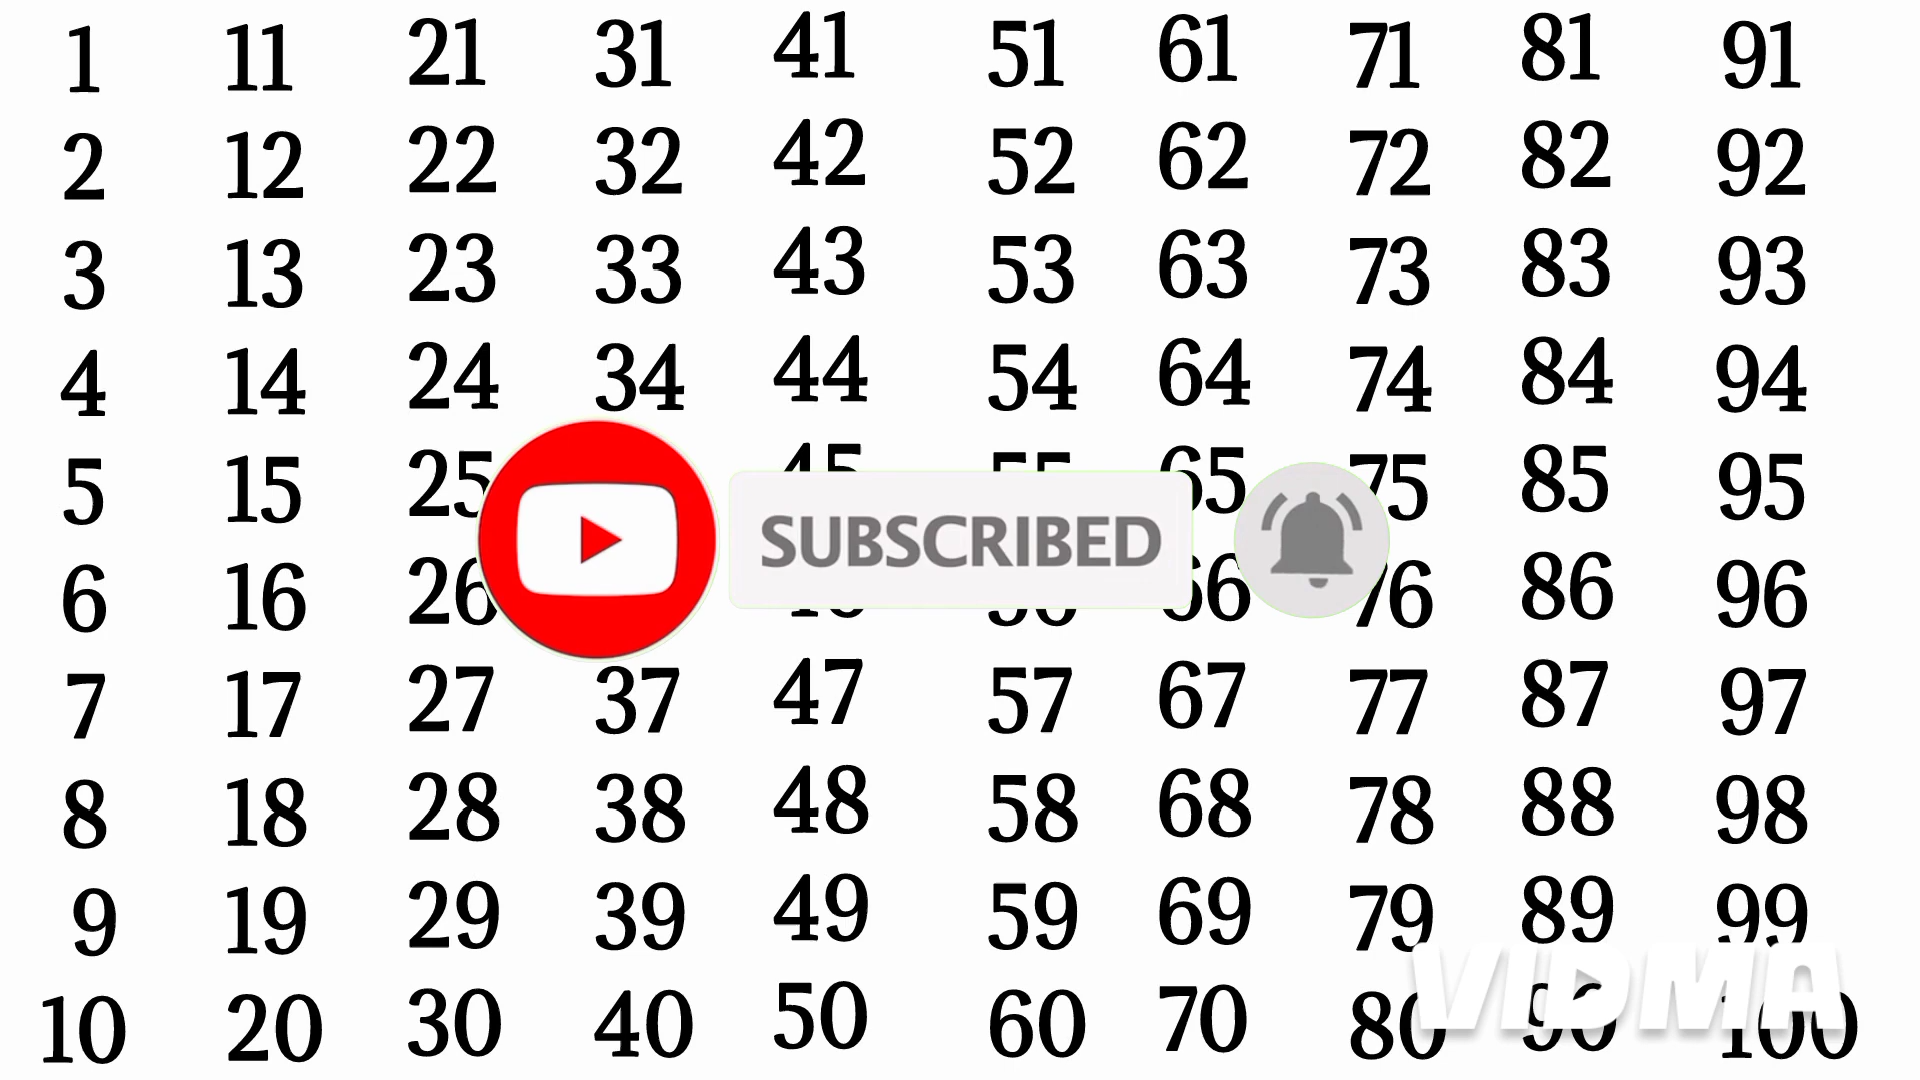 1 11 21 31 41 51 61 71 81 91
2 12 22 32 42 52 62 72 82 92
3 13 23 33 43 53 63 73 83 93
4 14 24 34 44 54 64 74 84 94
5 15 25 45 55 65 75 85 95
SUBSCRIBED
6 16 26 66 76 86 96
7 17 27 37 47 57 67 77 87 97
8 18 28 38 48 58 68 78 88 98
9 19 29 39 49 59 69 79 89 99
VIDMA
10 20 30 40 50 60 70 80 90 100